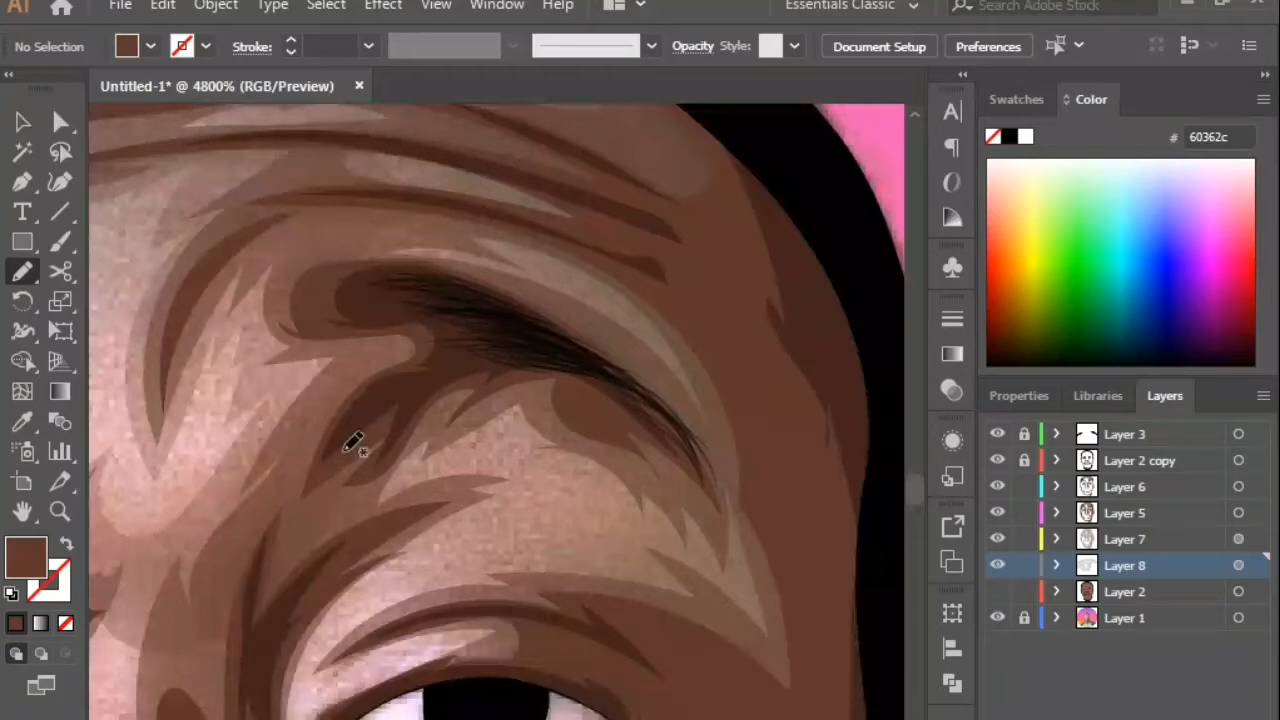 Ai File Edit Object Type Select Effect View Window Help Essentials Classic Search Adobe Stock
No Selection Stroke: Opacity Style: Document Setup Preferences
Untitled-1* @ 4800% (RGB/Preview) ×
Swatches Color
# 60362c
Properties Libraries Layers
Layer 3
Layer 2 copy
Layer 6
Layer 5
Layer 7
Layer 8
Layer 2
Layer 1